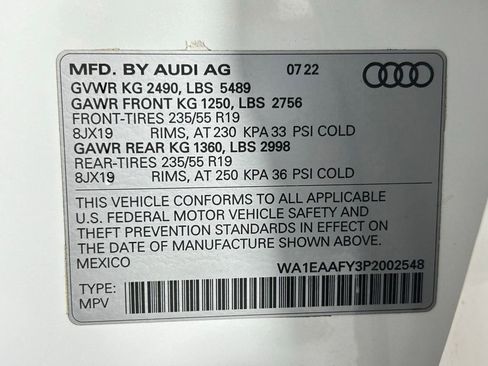 MFD. BY AUDI AG 07 22
GVWR KG 2490, LBS 5489
GAWR FRONT KG 1250, LBS 2756
FRONT-TIRES 235/55 R19
8JX19 RIMS, AT 230 KPA 33 PSI COLD
GAWR REAR KG 1360, LBS 2998
REAR-TIRES 235/55 R19
8JX19 RIMS, AT 250 KPA 36 PSI COLD
THIS VEHICLE CONFORMS TO ALL APPLICABLE
U.S. FEDERAL MOTOR VEHICLE SAFETY AND
THEFT PREVENTION STANDARDS IN EFFECT ON
THE DATE OF MANUFACTURE SHOWN ABOVE.
MEXICO WA1EAAFY3P2002548
TYPE:
MPV